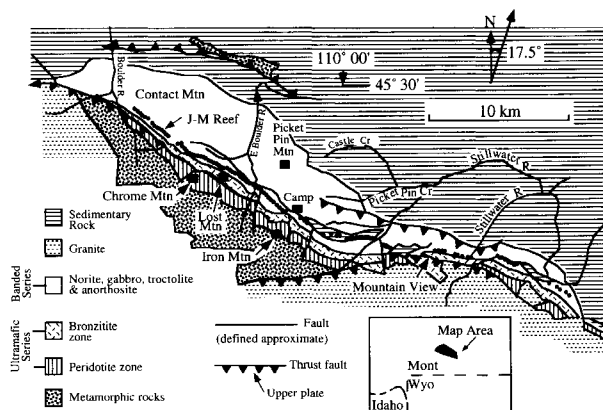 N
17.5°
110° 00'
45° 30'
10 km
Boulder R
Contact Mtn
J-M Reef
E Boulder R
Picket
Pin
Mtn
Castle Cr
Stillwater R
Picket Pin Cr
Camp
Stillwater R
Chrome Mtn
Lost
Mtn
Iron Mtn
Mountain View
Sedimentary
Rock
Granite
Banded
Series
Norite, gabbro, troctolite
& anorthosite
Ultramafic
Series
Bronzitite
zone
Peridotite zone
Metamorphic rocks
Fault
(defined approximate)
Thrust fault
Upper plate
Map Area
Mont
Wyo
Idaho